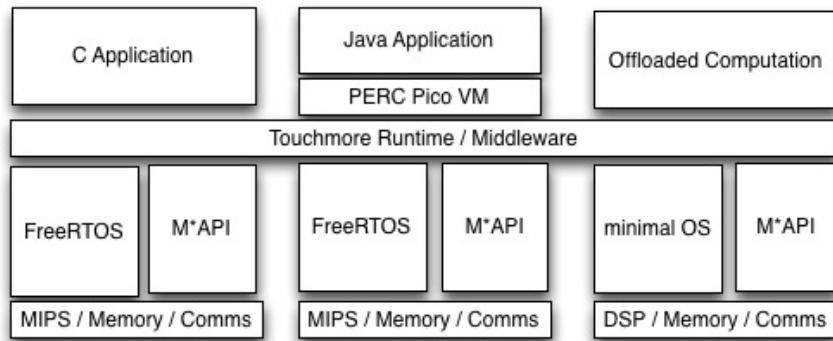 C Application
Java Application
Offloaded Computation
PERC Pico VM
Touchmore Runtime / Middleware
FreeRTOS
M*API
FreeRTOS
M*API
minimal OS
M*API
MIPS / Memory / Comms
MIPS / Memory / Comms
DSP / Memory / Comms